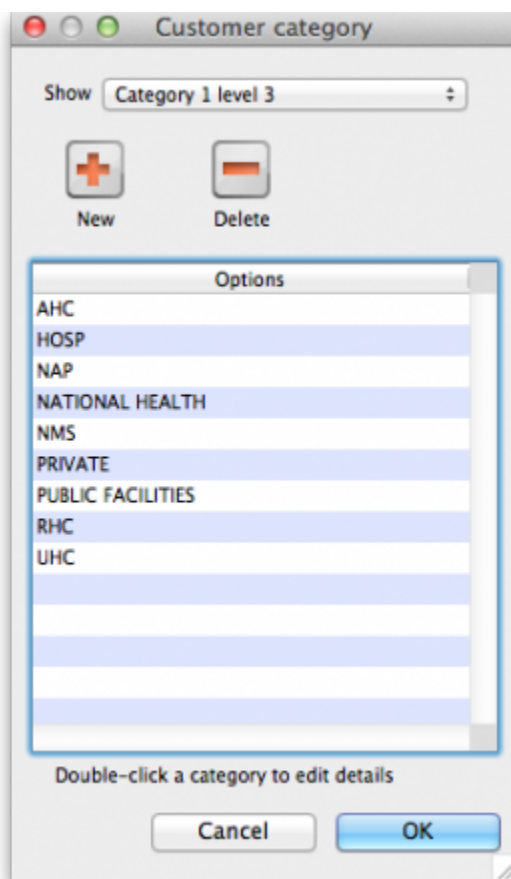 Customer category
Show Category 1 level 3
New Delete
Options
AHC
HOSP
NAP
NATIONAL HEALTH
NMS
PRIVATE
PUBLIC FACILITIES
RHC
UHC
Double-click a category to edit details
Cancel OK